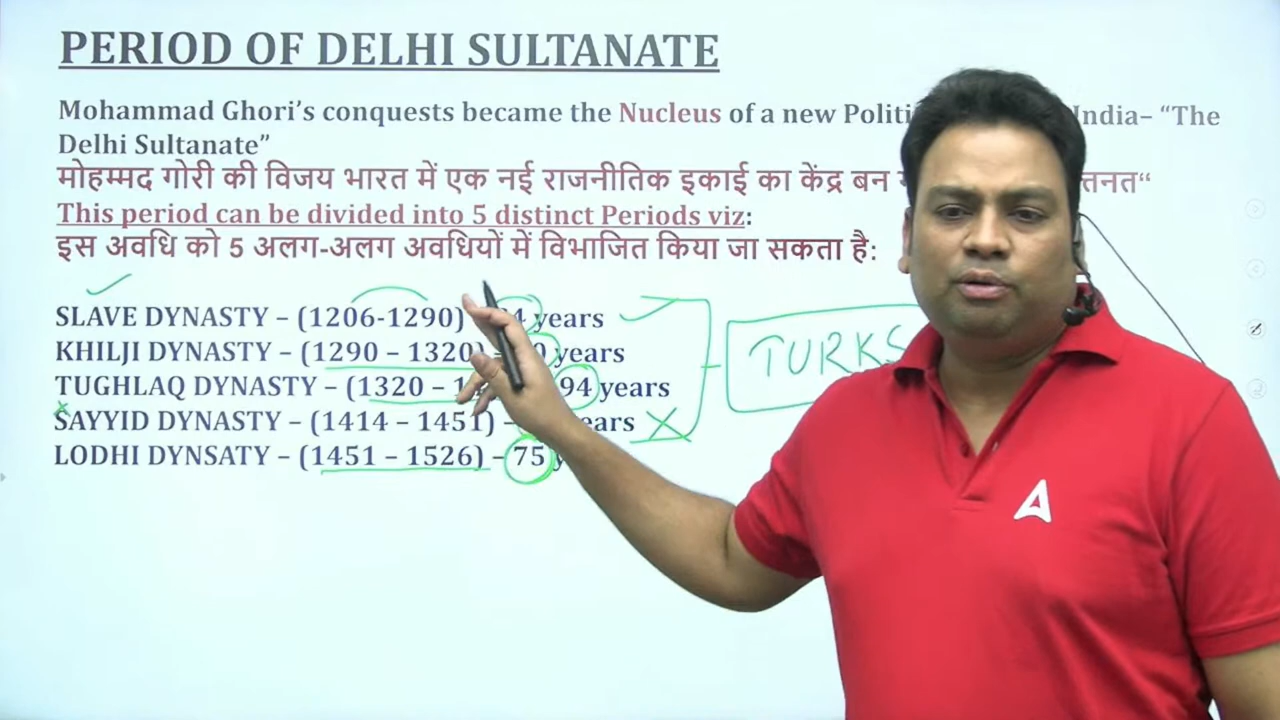 PERIOD OF DELHI SULTANATE
Mohammad Ghori’s conquests became the Nucleus of a new India– “The
Delhi Sultanate”
मोहम्मद गोरी की विजय भारत में एक नई राजनीतिक इकाई का केंद्र बन
This period can be divided into 5 distinct Periods viz:
इस अवधि को 5 अलग-अलग अवधियों में विभाजित किया जा सकता है:
SLAVE DYNASTY – (1206-1290) years
KHILJI DYNASTY – (1290 – 1320) years
TUGHLAQ DYNASTY – (1320 – 94 years
SAYYID DYNASTY – (1414 – 1451) –
LODHI DYNSATY – (1451 – 1526) – 75
TURKS